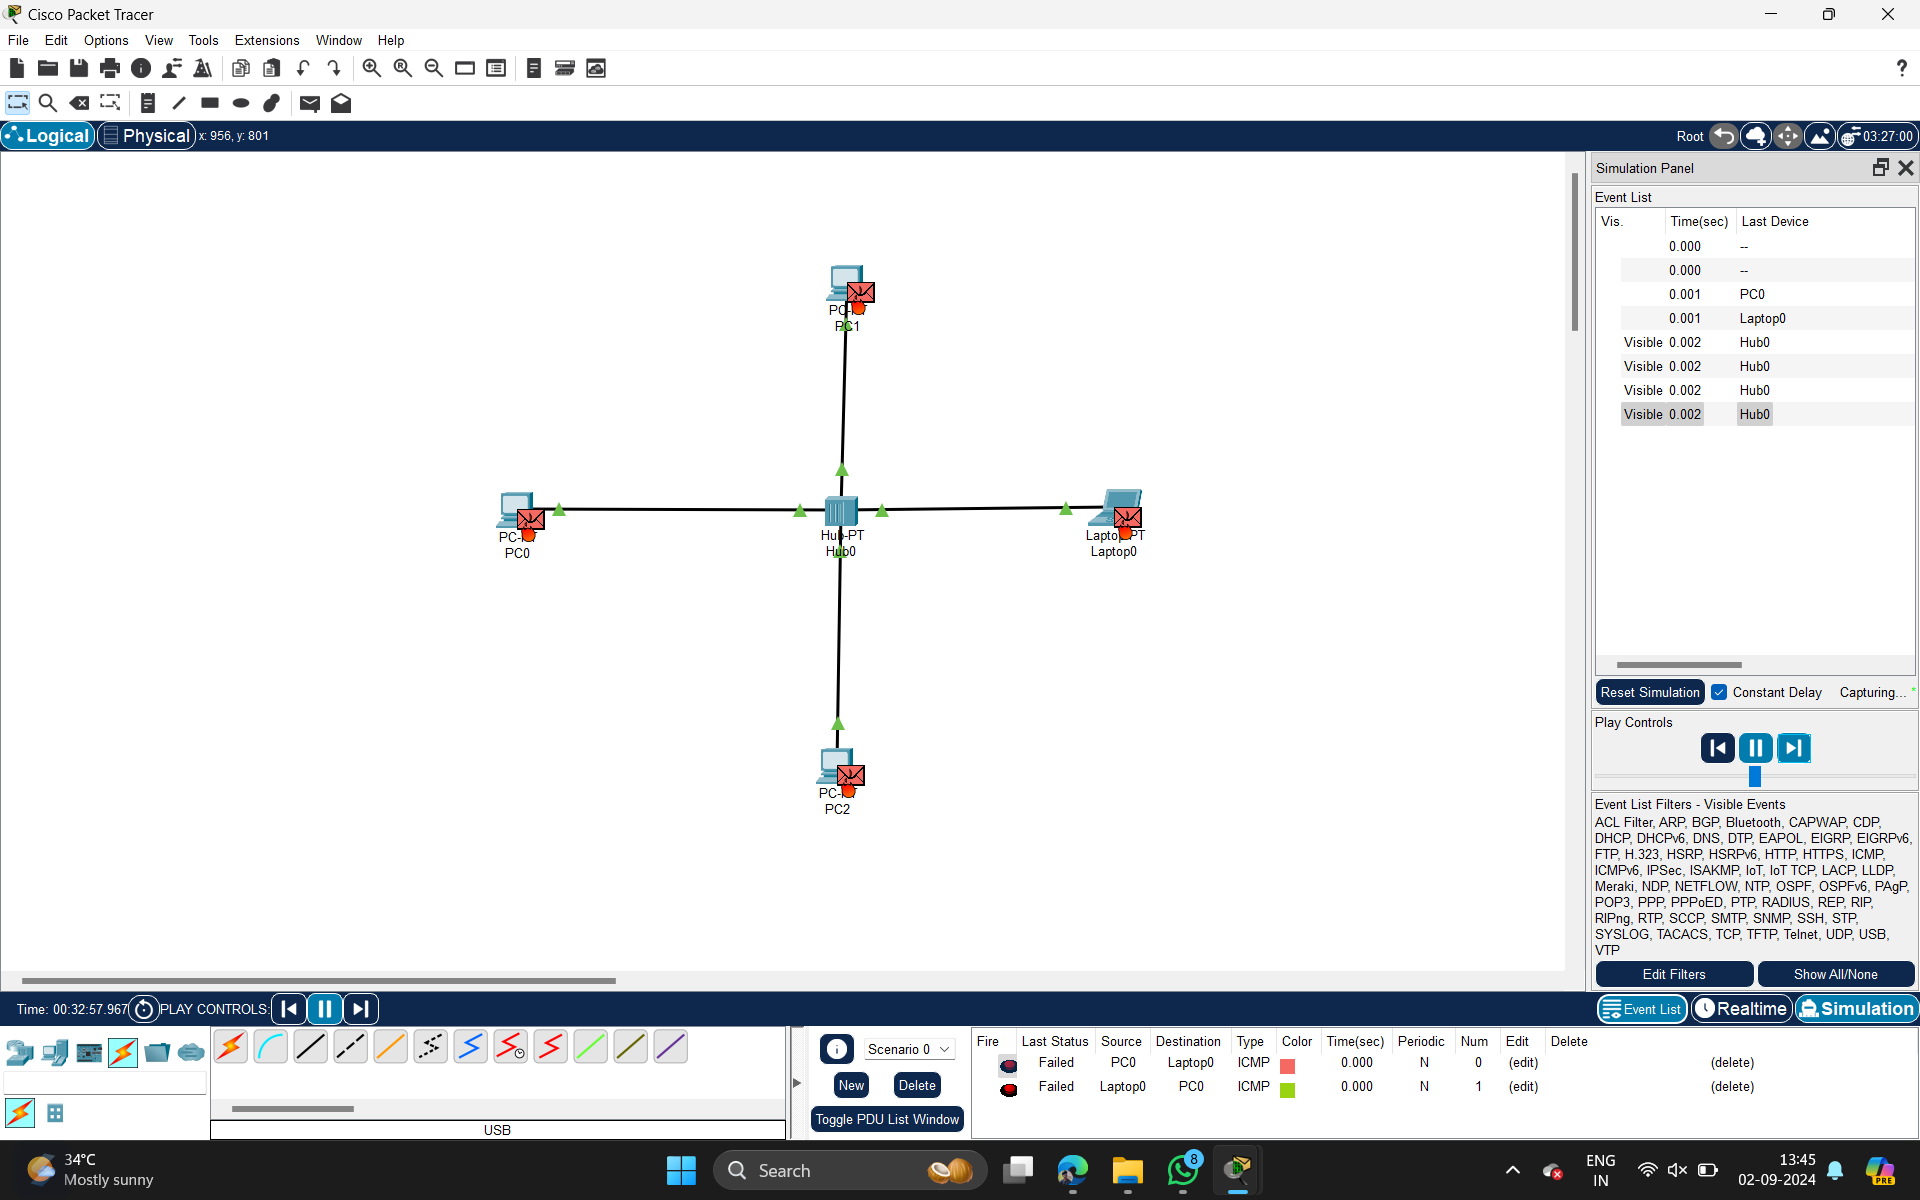 Cisco Packet Tracer
File Edit Options View Tools Extensions Window Help
Logical Physical x: 956, y: 801 Root 03:27:00
Simulation Panel
Event List
Vis. Time(sec) Last Device
0.000 --
0.000 --
0.001 PC0
0.001 Laptop0
Visible 0.002 Hub0
Visible 0.002 Hub0
Visible 0.002 Hub0
Visible 0.002 Hub0
PC1
Hub-PT
Hub0
PC0
Laptop0
PC2
Reset Simulation Constant Delay Capturing...
Play Controls
Event List Filters - Visible Events
ACL Filter, ARP, BGP, Bluetooth, CAPWAP, CDP,
DHCP, DHCPv6, DNS, DTP, EAPOL, EIGRP, EIGRPv6,
FTP, H.323, HSRP, HSRPv6, HTTP, HTTPS, ICMP,
ICMPv6, IPSec, ISAKMP, IoT, IoT TCP, LACP, LLDP,
Meraki, NDP, NETFLOW, NTP, OSPF, OSPFv6, PAgP,
POP3, PPP, PPPoED, PTP, RADIUS, REP, RIP,
RIPng, RTP, SCCP, SMTP, SNMP, SSH, STP,
SYSLOG, TACACS, TCP, TFTP, Telnet, UDP, USB,
VTP
Edit Filters Show All/None
Time: 00:32:57.967 PLAY CONTROLS:
Event List Realtime Simulation
USB
Scenario 0
New Delete
Toggle PDU List Window
Fire Last Status Source Destination Type Color Time(sec) Periodic Num Edit Delete
Failed PC0 Laptop0 ICMP 0.000 N 0 (edit) (delete)
Failed Laptop0 PC0 ICMP 0.000 N 1 (edit) (delete)
34°C
Mostly sunny
Search
8
ENG
IN
13:45
02-09-2024
PRE